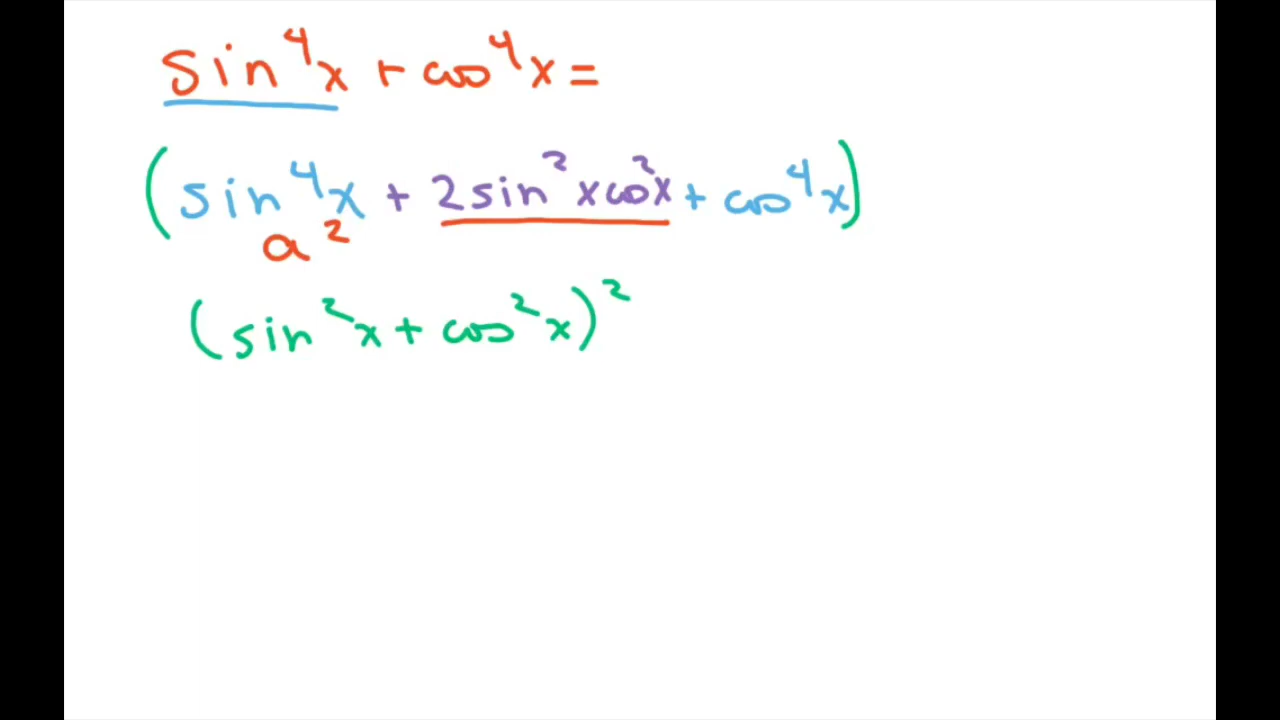 sin⁴x + cos⁴x =
(sin⁴x + 2sin²xcos²x + cos⁴x)
a²
(sin²x + cos²x)²